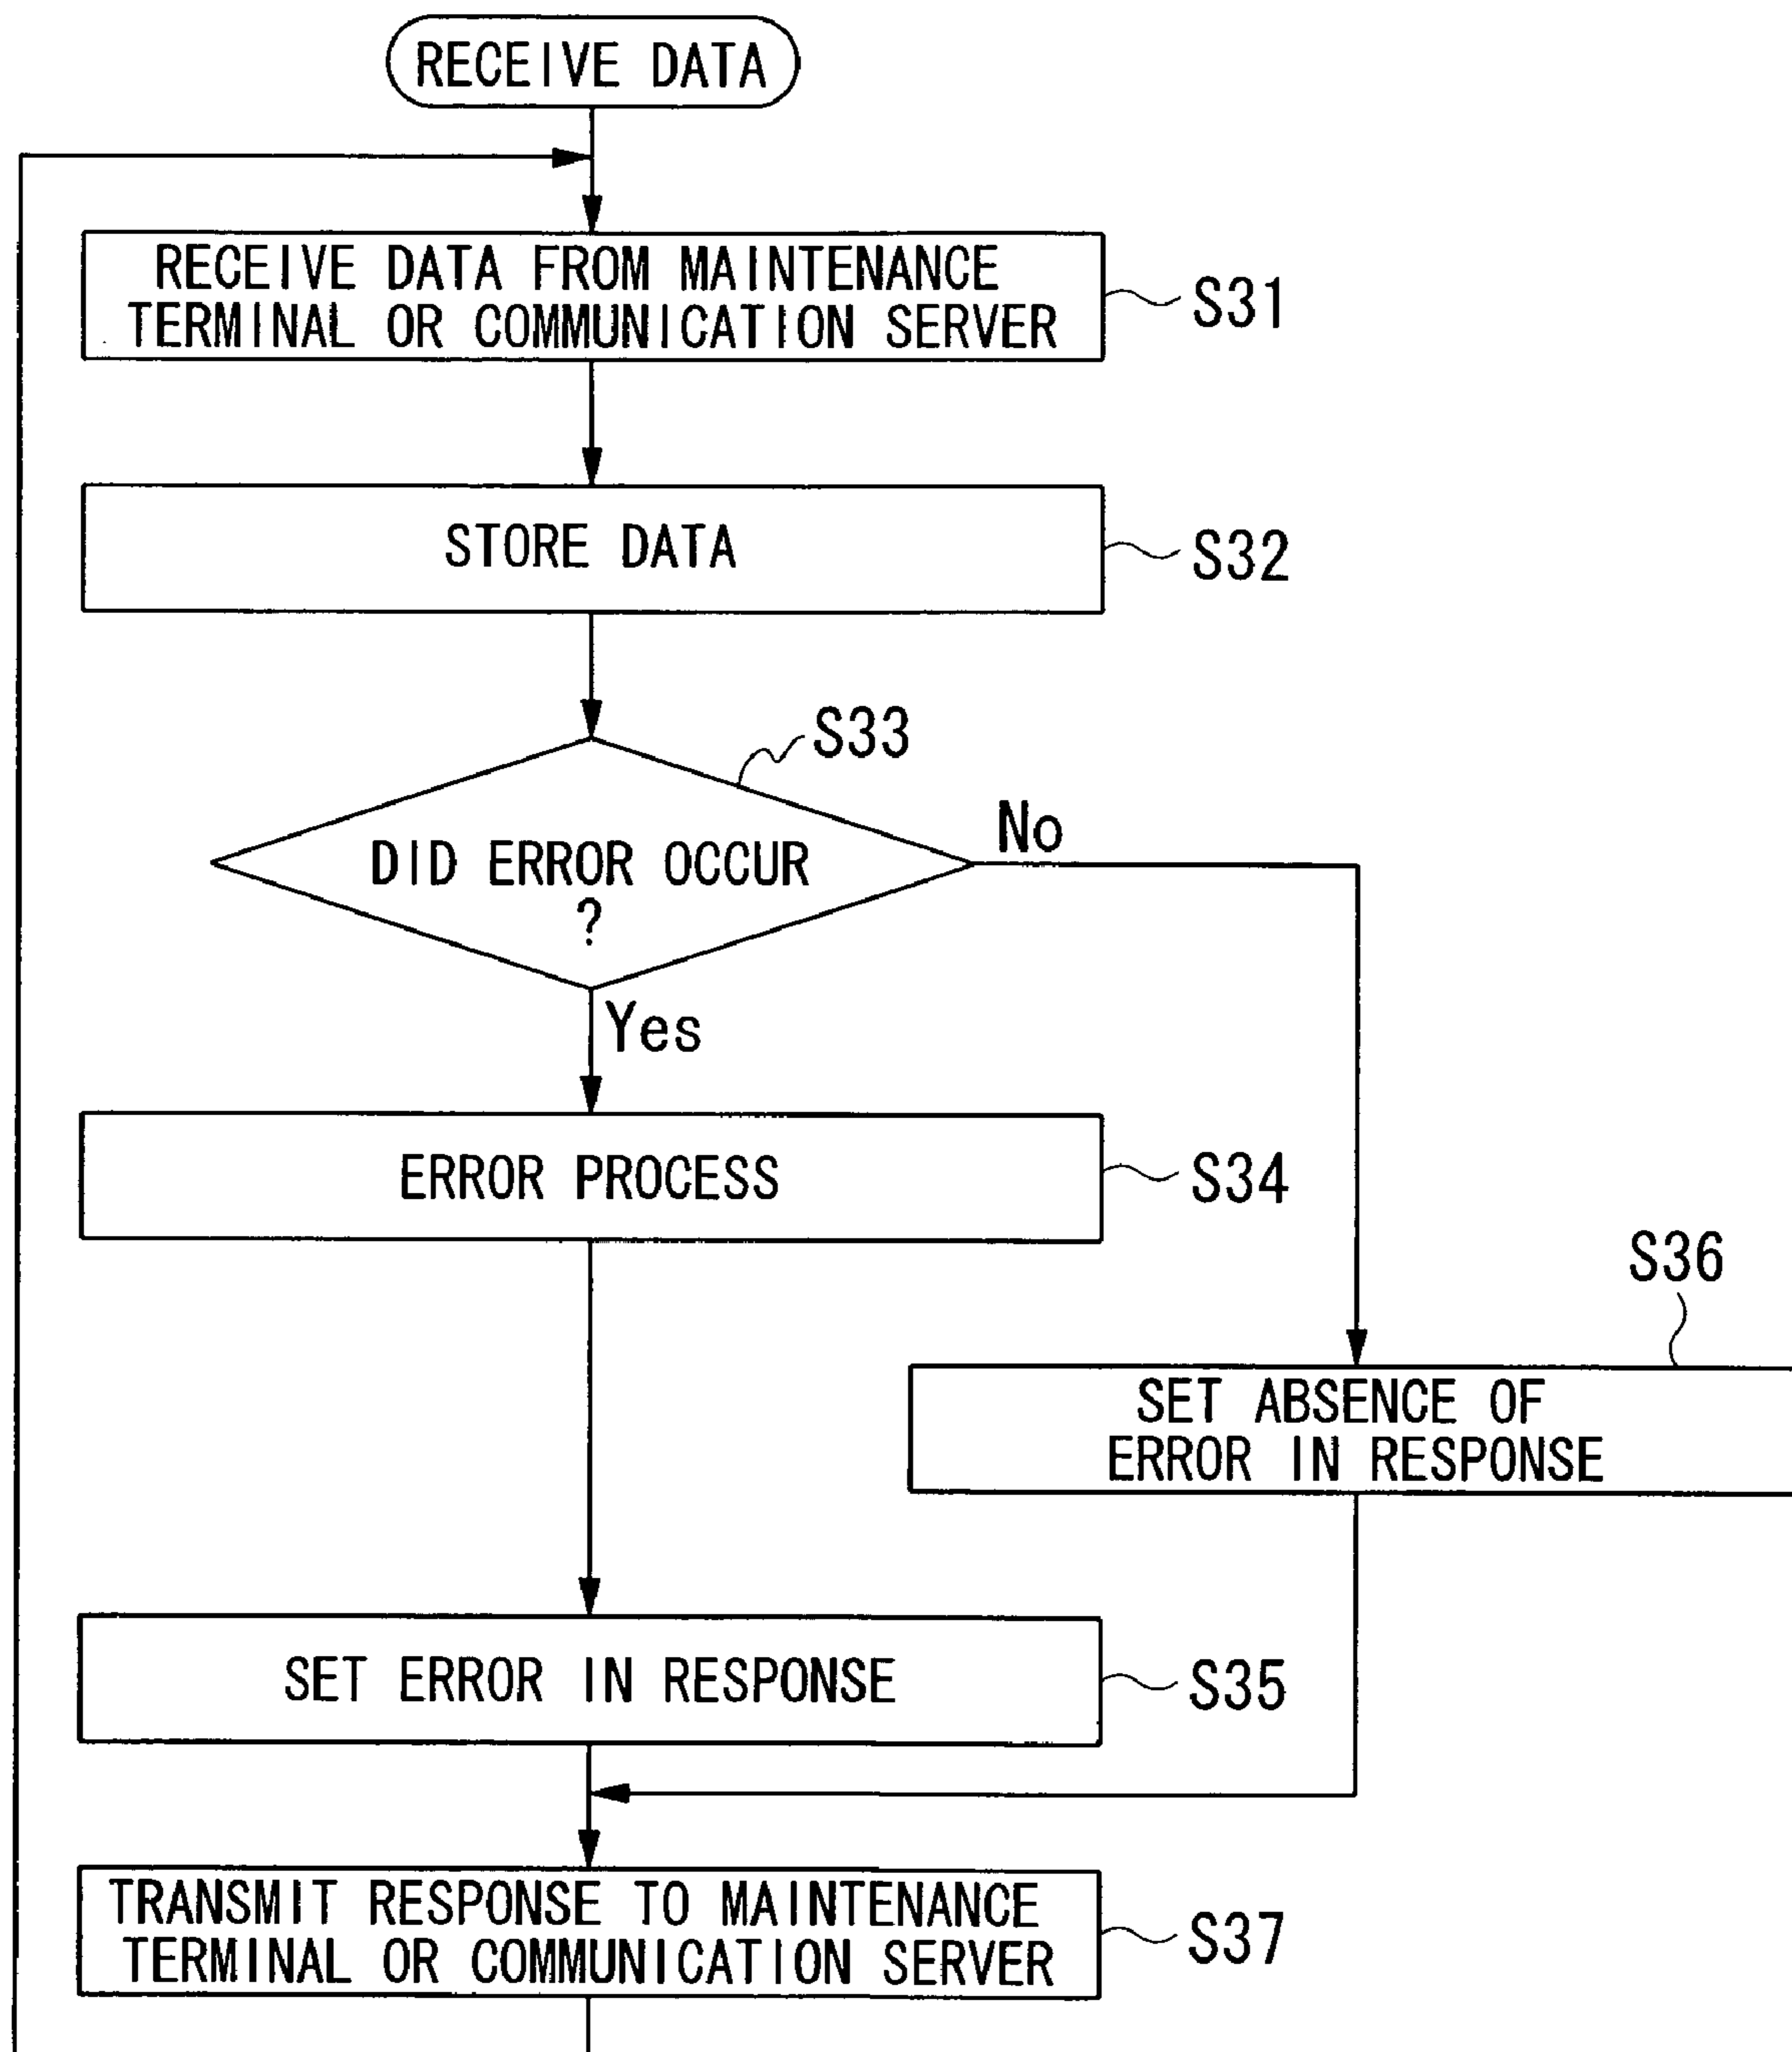 RECEIVE DATA
RECEIVE DATA FROM MAINTENANCE
TERMINAL OR COMMUNICATION SERVER
S31
STORE DATA
S32
S33
DID ERROR OCCUR
?
No
Yes
ERROR PROCESS
S34
S36
SET ABSENCE OF
ERROR IN RESPONSE
SET ERROR IN RESPONSE
S35
TRANSMIT RESPONSE TO MAINTENANCE
TERMINAL OR COMMUNICATION SERVER
S37